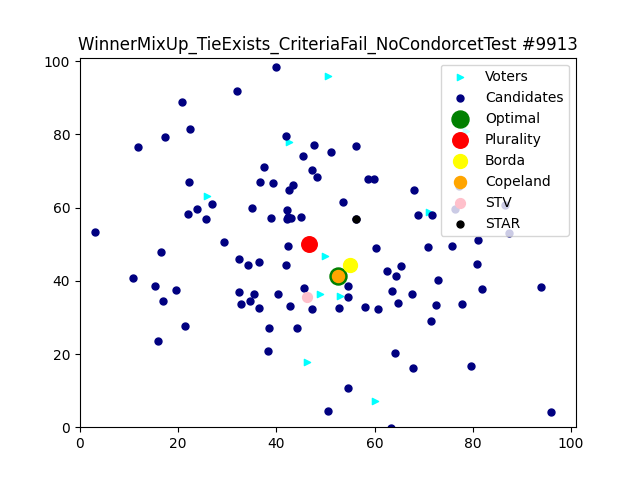 WinnerMixUp_TieExists_CriteriaFail_NoCondorcetTest #9913
100
80
60
40
20
0
0
20
40
60
80
100
Voters
Candidates
Optimal
Plurality
Borda
Copeland
STV
STAR